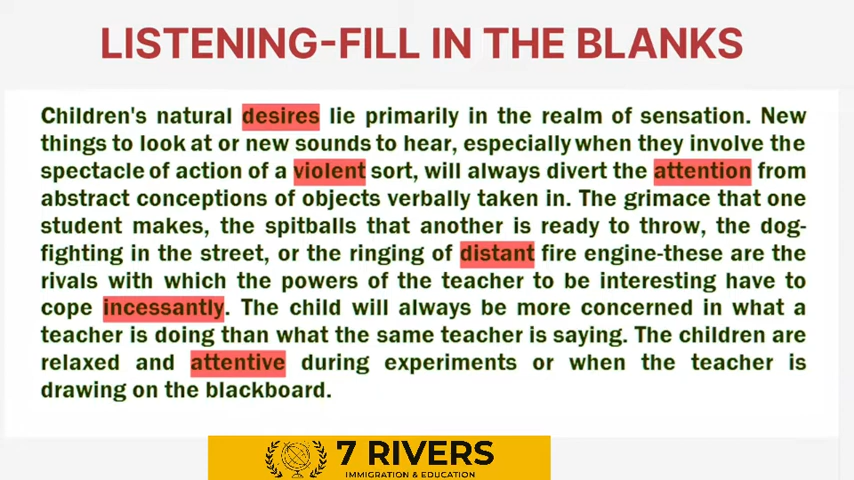 LISTENING-FILL IN THE BLANKS
Children's natural desires lie primarily in the realm of sensation. New
things to look at or new sounds to hear, especially when they involve the
spectacle of action of a violent sort, will always divert the attention from
abstract conceptions of objects verbally taken in. The grimace that one
student makes, the spitballs that another is ready to throw, the dog-
fighting in the street, or the ringing of distant fire engine-these are the
rivals with which the powers of the teacher to be interesting have to
cope incessantly. The child will always be more concerned in what a
teacher is doing than what the same teacher is saying. The children are
relaxed and attentive during experiments or when the teacher is
drawing on the blackboard.
7 RIVERS
IMMIGRATION & EDUCATION